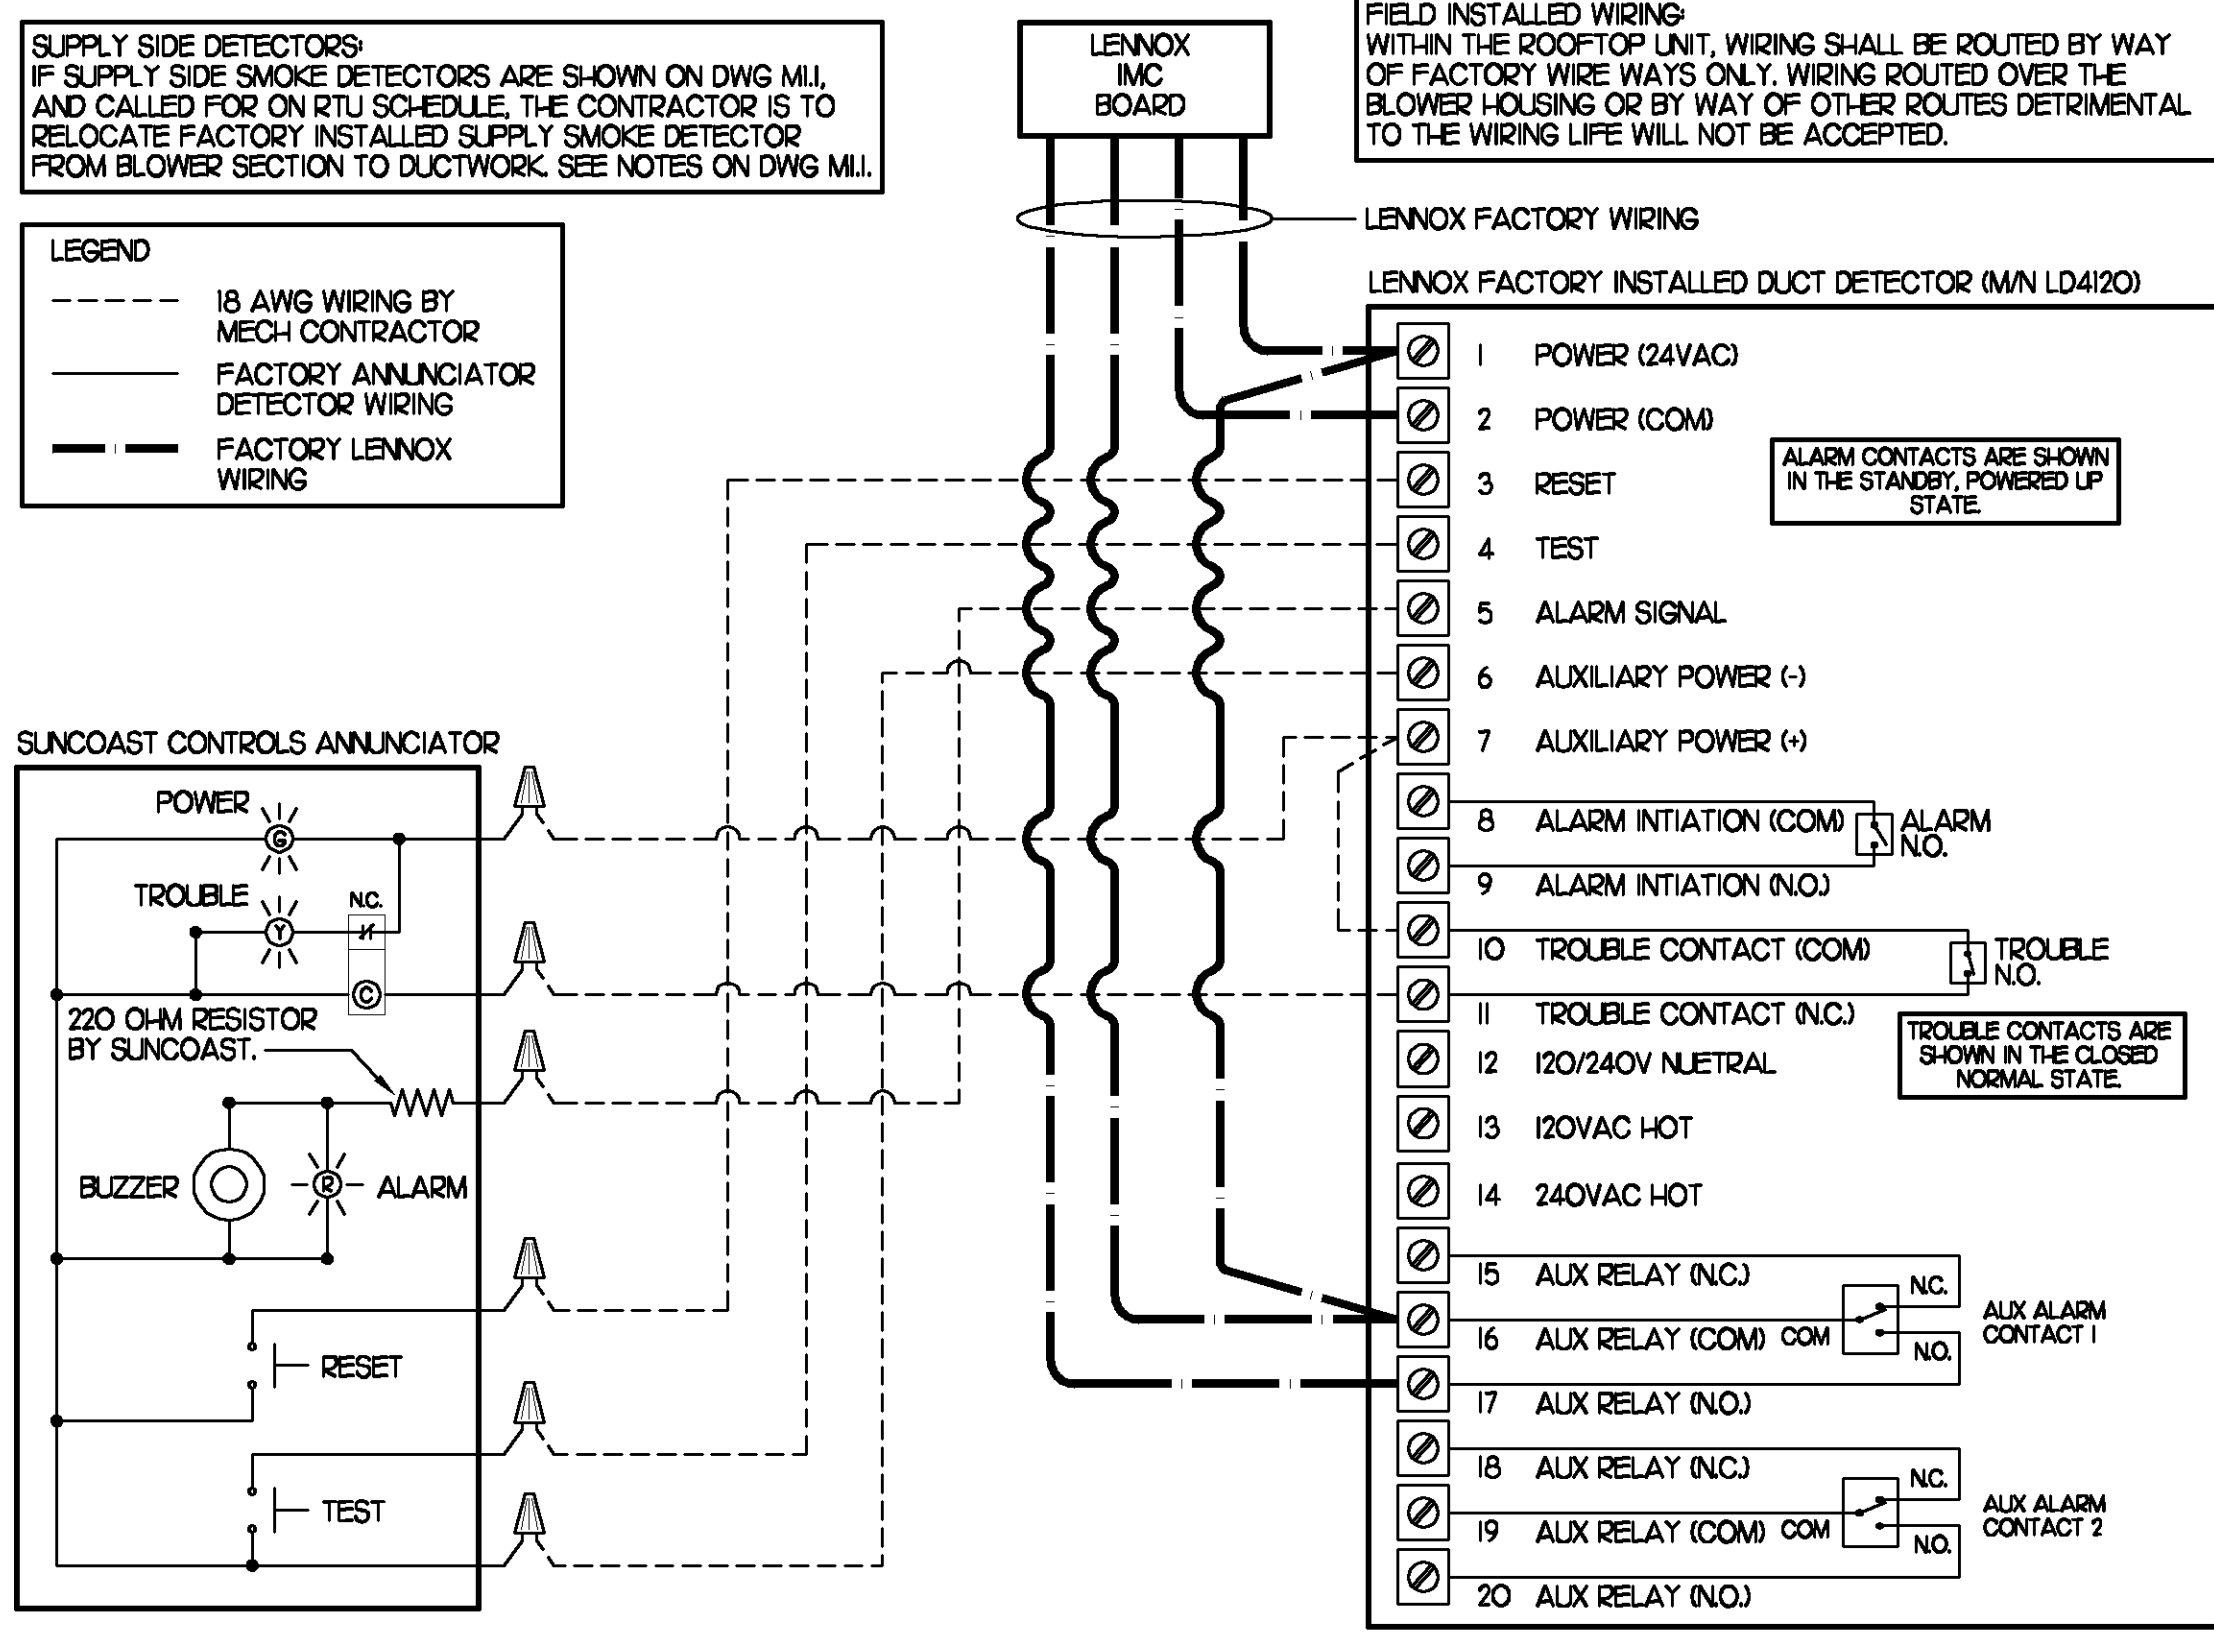 SUPPLY SIDE DETECTORS:
IF SUPPLY SIDE SMOKE DETECTORS ARE SHOWN ON DWG M1.1,
AND CALLED FOR ON RTU SCHEDULE, THE CONTRACTOR IS TO
RELOCATE FACTORY INSTALLED SUPPLY SMOKE DETECTOR
FROM BLOWER SECTION TO DUCTWORK. SEE NOTES ON DWG M1.1.
LENNOX
IMC
BOARD
FIELD INSTALLED WIRING:
WITHIN THE ROOFTOP UNIT, WIRING SHALL BE ROUTED BY WAY
OF FACTORY WIRE WAYS ONLY. WIRING ROUTED OVER THE
BLOWER HOUSING OR BY WAY OF OTHER ROUTES DETRIMENTAL
TO THE WIRING LIFE WILL NOT BE ACCEPTED.
LEGEND
18 AWG WIRING BY
MECH CONTRACTOR
FACTORY ANNUNCIATOR
DETECTOR WIRING
FACTORY LENNOX
WIRING
LENNOX FACTORY WIRING
LENNOX FACTORY INSTALLED DUCT DETECTOR (M/N LD4120)
1 POWER (24VAC)
2 POWER (COM)
ALARM CONTACTS ARE SHOWN
IN THE STANDBY, POWERED UP
STATE.
3 RESET
4 TEST
5 ALARM SIGNAL
6 AUXILIARY POWER (-)
7 AUXILIARY POWER (+)
8 ALARM INTIATION (COM)
ALARM
N.O.
9 ALARM INTIATION (N.O.)
10 TROUBLE CONTACT (COM)
TROUBLE
N.O.
11 TROUBLE CONTACT (N.C.)
TROUBLE CONTACTS ARE
SHOWN IN THE CLOSED
NORMAL STATE.
12 120/240V NUETRAL
13 120VAC HOT
14 240VAC HOT
15 AUX RELAY (N.C.)
N.C.
16 AUX RELAY (COM) COM
AUX ALARM
CONTACT 1
N.O.
17 AUX RELAY (N.O.)
18 AUX RELAY (N.C.)
N.C.
19 AUX RELAY (COM) COM
AUX ALARM
CONTACT 2
N.O.
20 AUX RELAY (N.O.)
SUNCOAST CONTROLS ANNUNCIATOR
POWER
G
TROUBLE
N.C.
Y
C
220 OHM RESISTOR
BY SUNCOAST.
BUZZER
R
ALARM
RESET
TEST